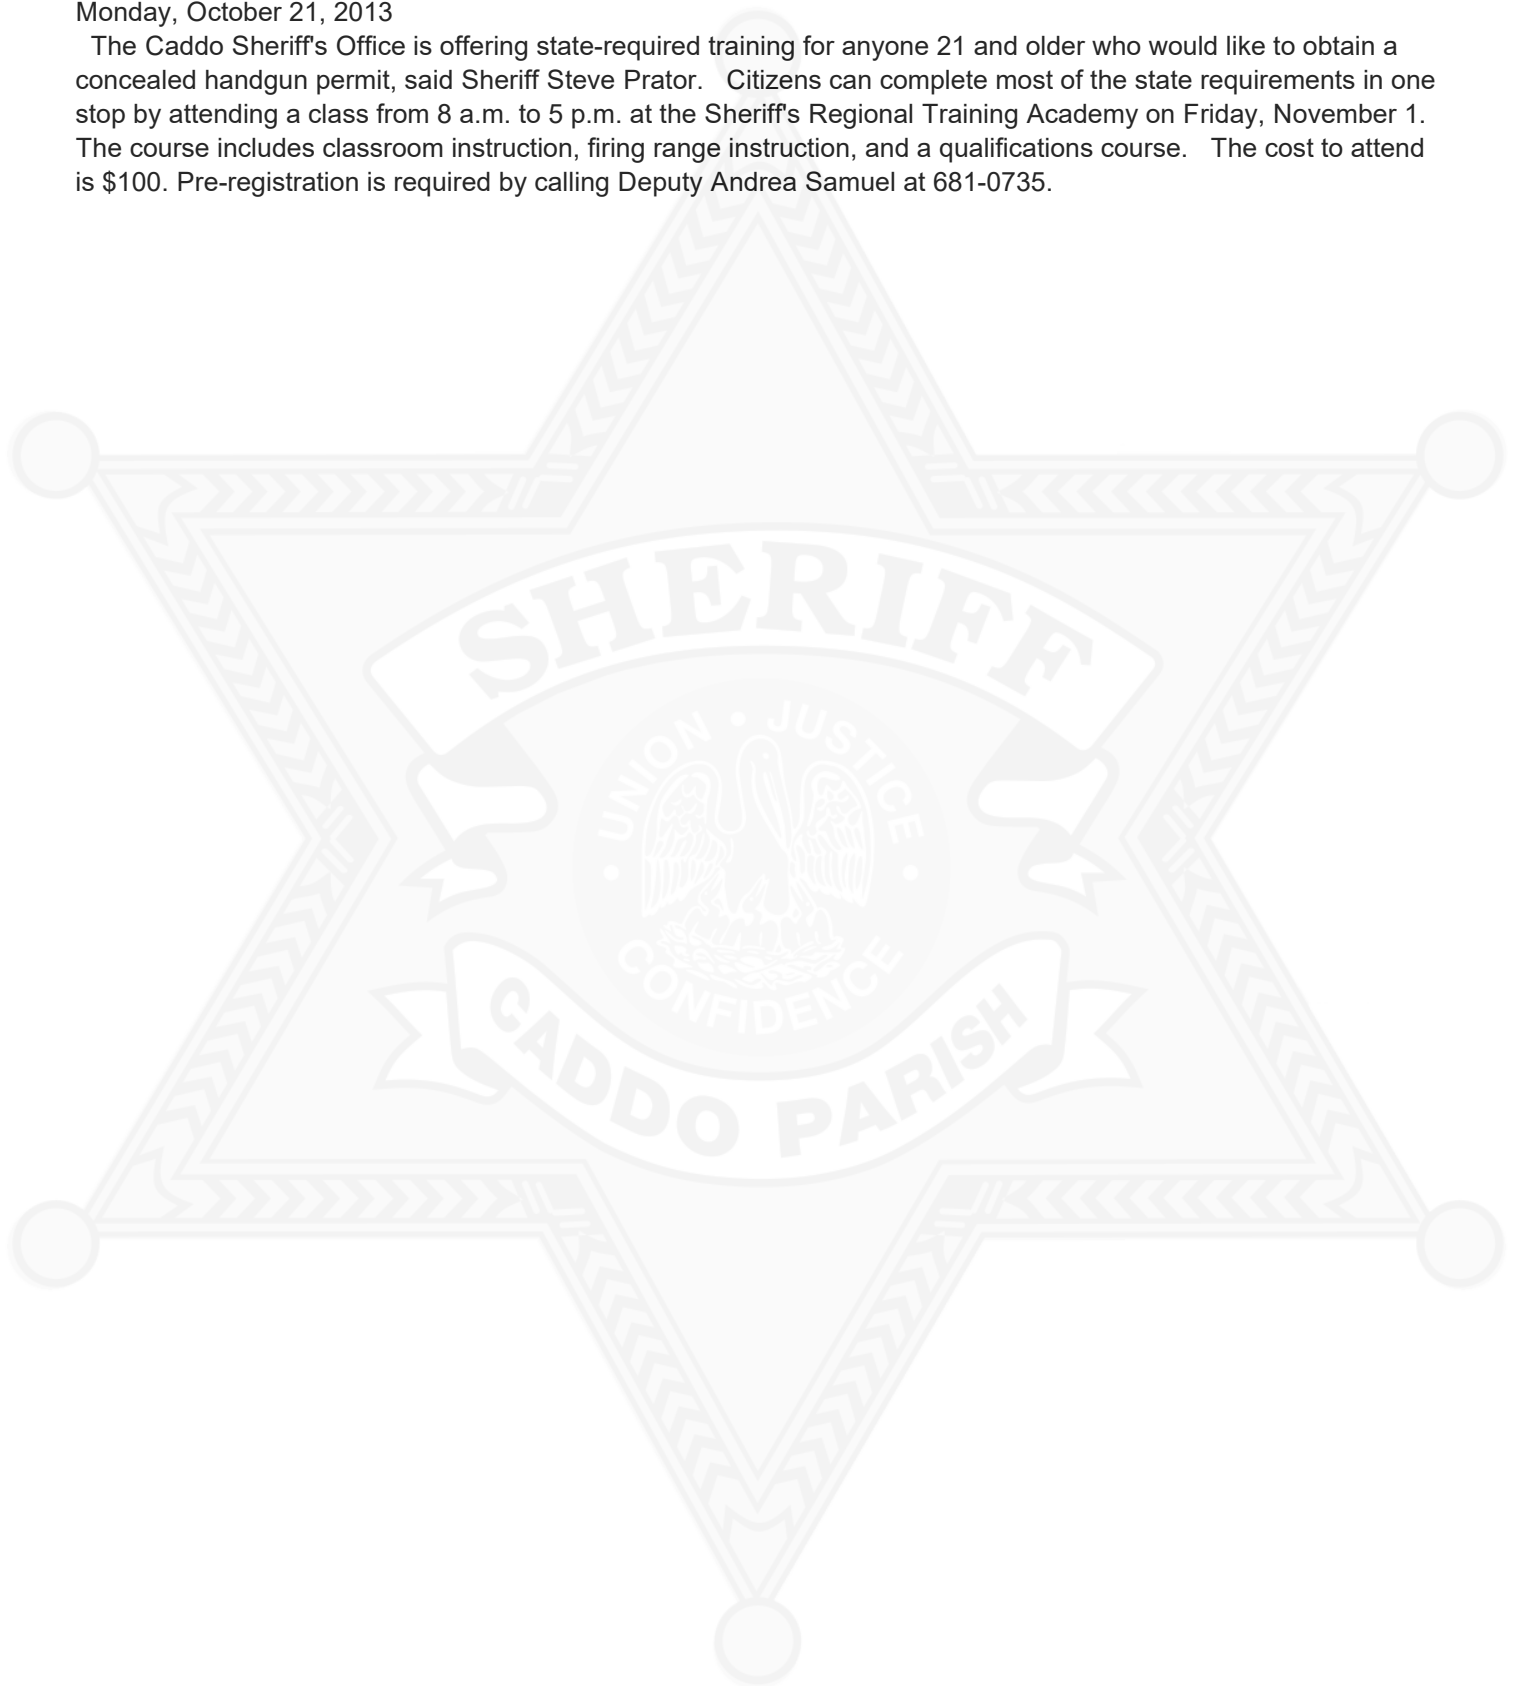 Monday, October 21, 2013
The Caddo Sheriff's Office is offering state-required training for anyone 21 and older who would like to obtain a
concealed handgun permit, said Sheriff Steve Prator.   Citizens can complete most of the state requirements in one
stop by attending a class from 8 a.m. to 5 p.m. at the Sheriff's Regional Training Academy on Friday, November 1.
The course includes classroom instruction, firing range instruction, and a qualifications course.   The cost to attend
is $100. Pre-registration is required by calling Deputy Andrea Samuel at 681-0735.
SHERIFF
UNION • JUSTICE
• CONFIDENCE •
CADDO PARISH